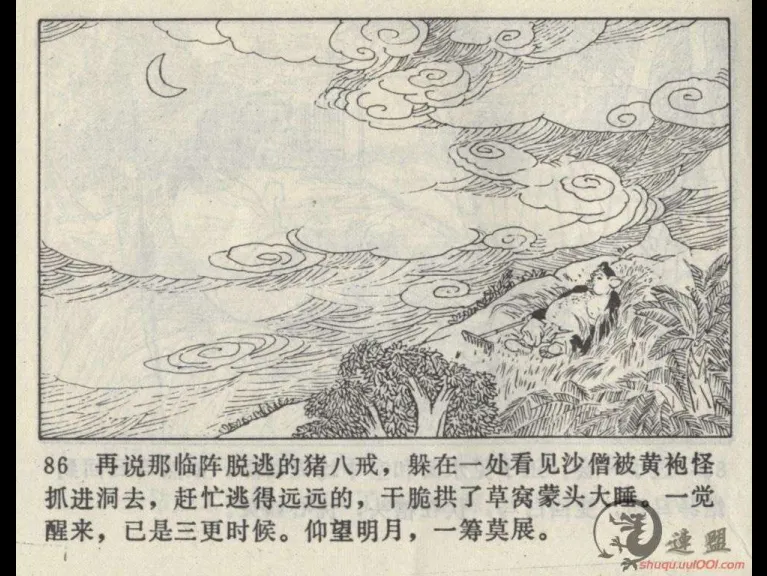 86 再说那临阵脱逃的猪八戒，躲在一处看见沙僧被黄袍怪
抓进洞去，赶忙逃得远远的，干脆拱了草窝蒙头大睡。一觉
醒来，已是三更时候。仰望明月，一筹莫展。
連盟
shuqu.uu1001.com